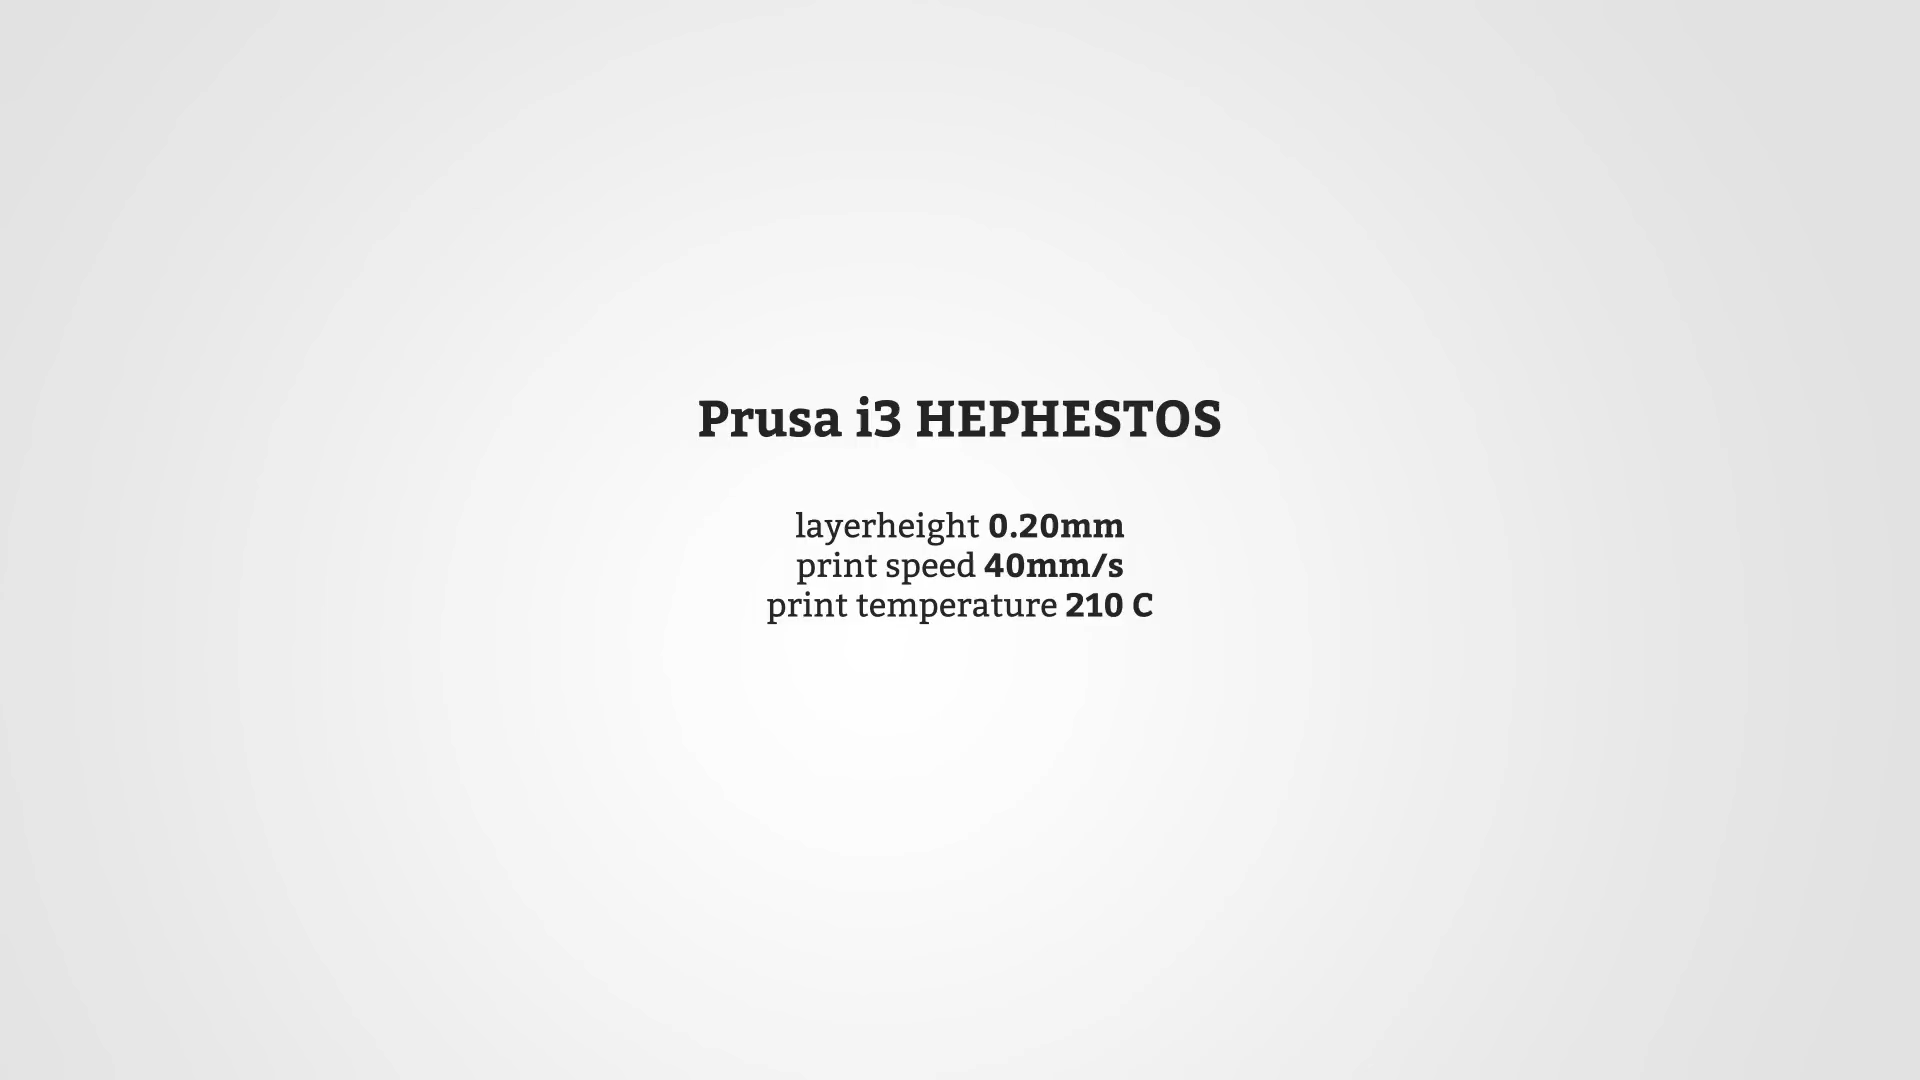 Prusa i3 HEPHESTOS
layerheight 0.20mm
print speed 40mm/s
print temperature 210 C